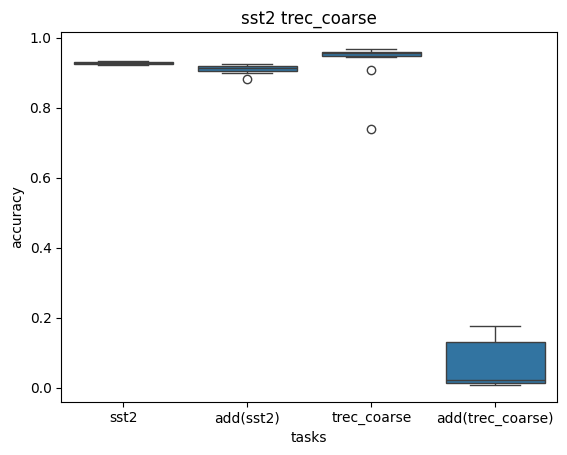 sst2 trec_coarse
accuracy
1.0
0.8
0.6
0.4
0.2
0.0
sst2 add(sst2) trec_coarse add(trec_coarse)
tasks